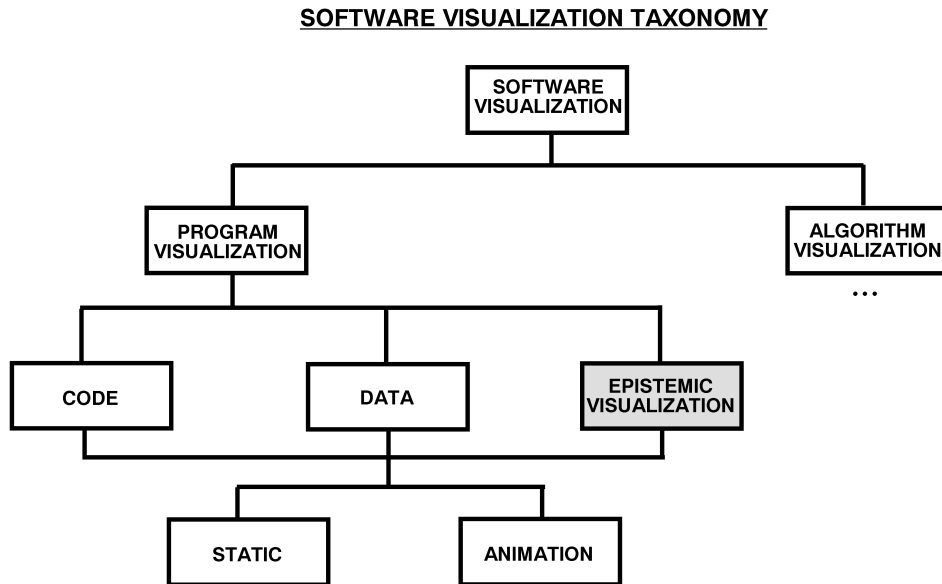 SOFTWARE VISUALIZATION TAXONOMY
SOFTWARE
VISUALIZATION
PROGRAM
VISUALIZATION
ALGORITHM
VISUALIZATION
...
CODE
DATA
EPISTEMIC
VISUALIZATION
STATIC
ANIMATION